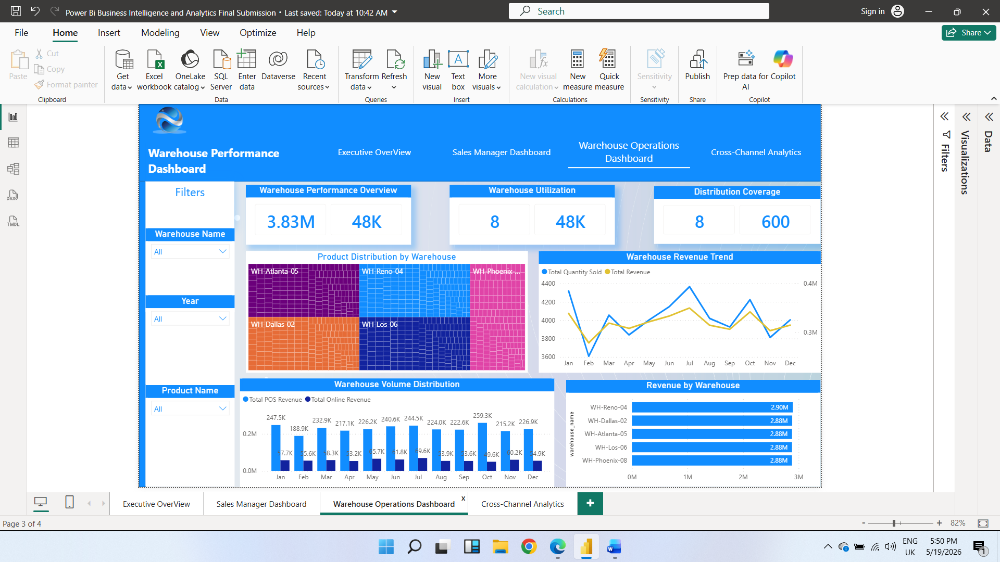 Power Bi Business Intelligence and Analytics Final Submission • Last saved: Today at 10:42 AM
Search
Sign in
File
Home
Insert
Modeling
View
Optimize
Help
Share
Paste
Cut
Copy
Format painter
Clipboard
Get data
Excel workbook
OneLake catalog
SQL Server
Enter data
Dataverse
Recent sources
Data
Transform data
Refresh
Queries
New visual
Text box
More visuals
Insert
New visual calculation
New measure
Quick measure
Calculations
Sensitivity
Sensitivity
Publish
Share
Prep data for AI
Copilot
Copilot
DAX
TMDL
Filters
Visualizations
Data
Warehouse Performance
Dashboard
Executive OverView
Sales Manager Dashboard
Warehouse Operations
Dashboard
Cross-Channel Analytics
Filters
Warehouse Name
All
Year
All
Product Name
All
Warehouse Performance Overview
3.83M
48K
Warehouse Utilization
8
48K
Distribution Coverage
8
600
Product Distribution by Warehouse
WH-Atlanta-05
WH-Reno-04
WH-Phoenix-...
WH-Dallas-02
WH-Los-06
Warehouse Revenue Trend
Total Quantity Sold Total Revenue
4400
4200
4000
3800
3600
0.4M
0.3M
Jan Feb Mar Apr May Jun Jul Aug Sep Oct Nov Dec
Warehouse Volume Distribution
Total POS Revenue Total Online Revenue
0.2M
0.0M
247.5K 188.9K 232.9K 217.1K 226.2K 240.6K 244.5K 224.0K 222.6K 259.3K 215.2K 226.9K
57.7K 55.6K 58.3K 53.2K 65.7K 61.8K 69.6K 53.9K 53.6K 49.6K 60.2K 54.9K
Jan Feb Mar Apr May Jun Jul Aug Sep Oct Nov Dec
Revenue by Warehouse
warehouse_name
WH-Reno-04 2.90M
WH-Dallas-02 2.88M
WH-Atlanta-05 2.88M
WH-Los-06 2.88M
WH-Phoenix-08 2.88M
0M 1M 2M 3M
Executive OverView
Sales Manager Dashboard
Warehouse Operations Dashboard
x
Cross-Channel Analytics
Page 3 of 4
- + 82%
ENG
UK
5:50 PM
5/19/2026
1